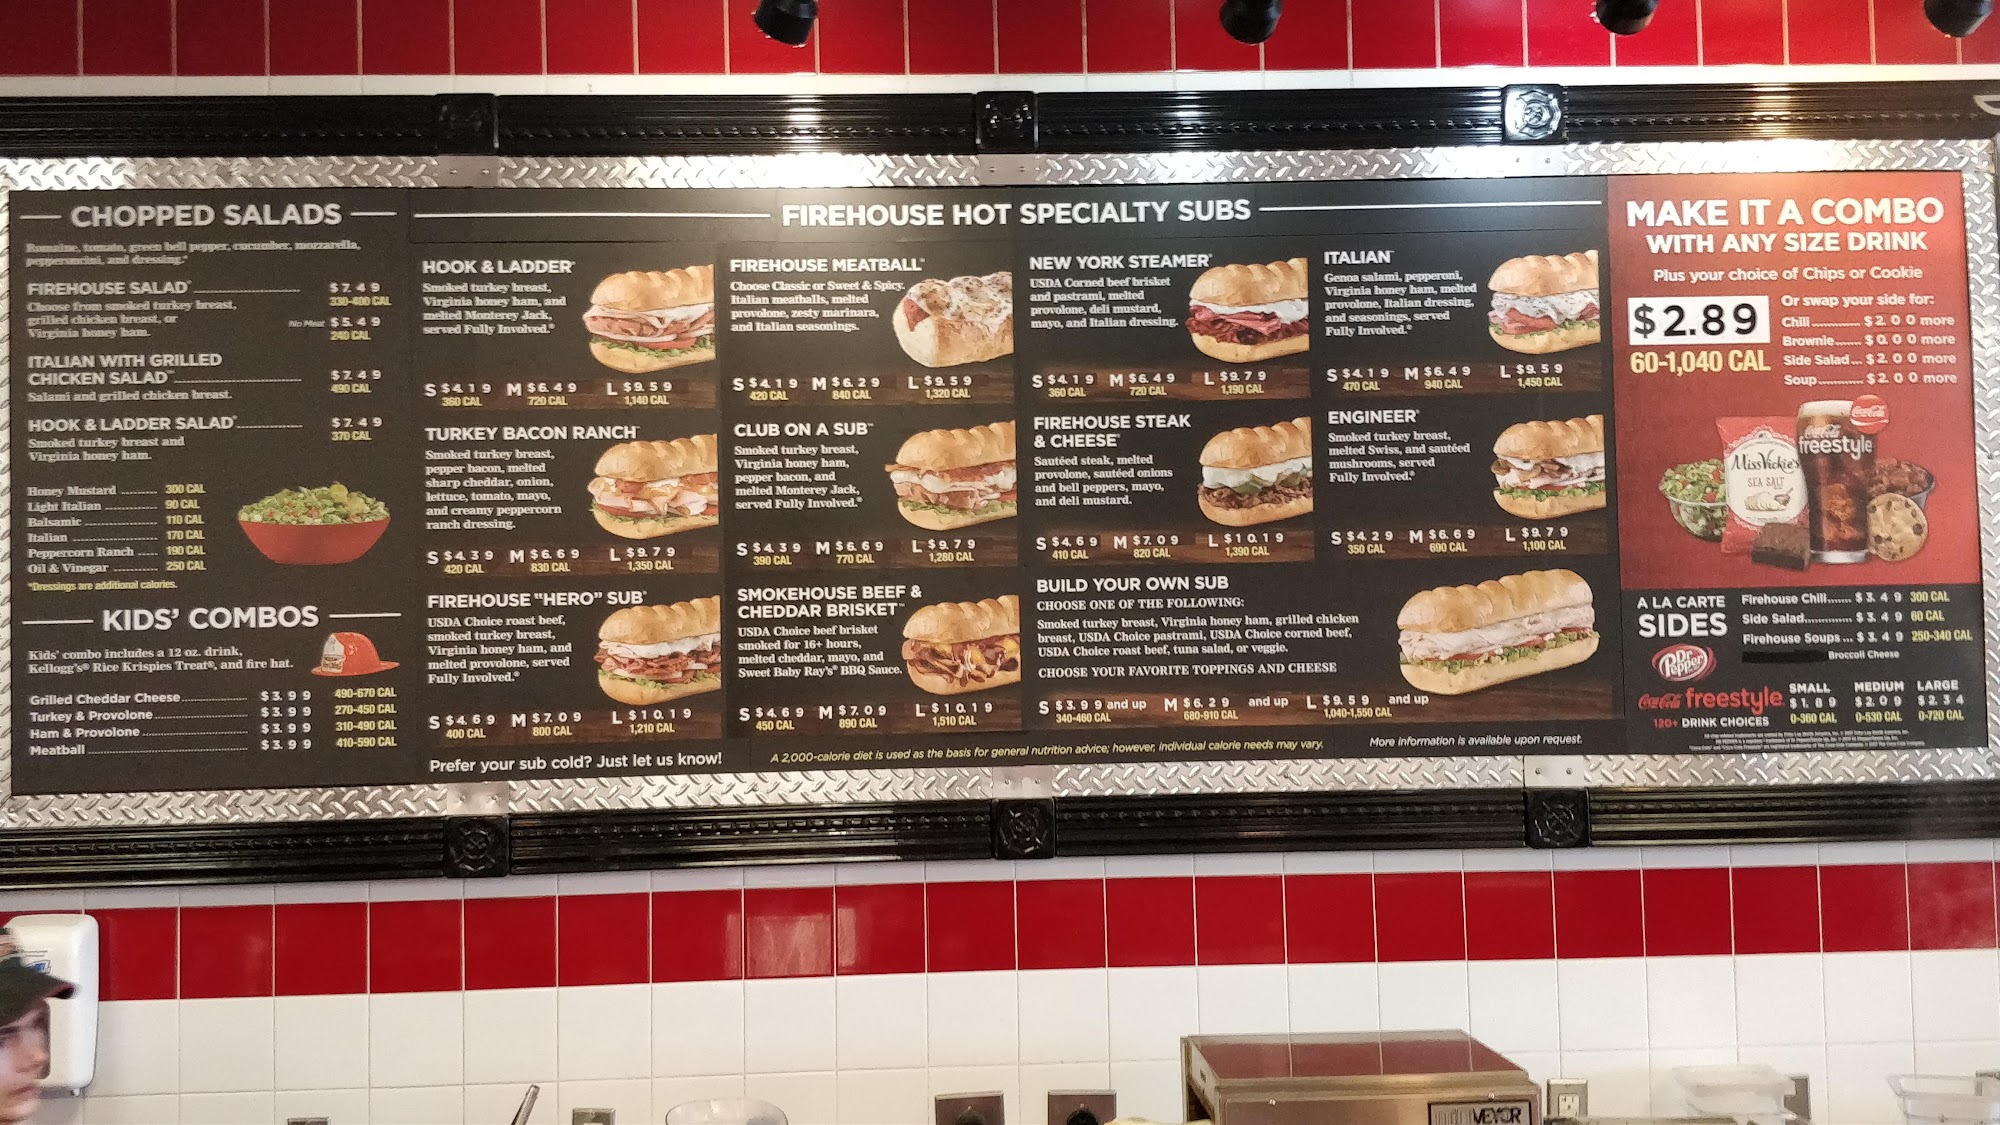 CHOPPED SALADS
Romaine, tomato, green bell pepper, cucumber, mozzarella,
pepperoncini, and dressing.*
FIREHOUSE SALAD® $7.49
330-400 CAL
Choose from smoked turkey breast,
grilled chicken breast, or
Virginia honey ham.
No Meat $5.49
240 CAL
ITALIAN WITH GRILLED
CHICKEN SALAD™ $7.49
490 CAL
Salami and grilled chicken breast.
HOOK & LADDER SALAD® $7.49
370 CAL
Smoked turkey breast and
Virginia honey ham.
Honey Mustard 300 CAL
Light Italian 90 CAL
Balsamic 110 CAL
Italian 170 CAL
Peppercorn Ranch 190 CAL
Oil & Vinegar 250 CAL
*Dressings are additional calories.
KIDS' COMBOS
Kids' combo includes a 12 oz. drink,
Kellogg's® Rice Krispies Treat®, and fire hat.
Grilled Cheddar Cheese $3.99 490-670 CAL
Turkey & Provolone $3.99 270-450 CAL
Ham & Provolone $3.99 310-490 CAL
Meatball $3.99 410-590 CAL
FIREHOUSE HOT SPECIALTY SUBS
HOOK & LADDER®
Smoked turkey breast,
Virginia honey ham, and
melted Monterey Jack,
served Fully Involved.®
S $4.19 M $6.49 L $9.59
360 CAL 720 CAL 1,140 CAL
TURKEY BACON RANCH™
Smoked turkey breast,
pepper bacon, melted
sharp cheddar, onion,
lettuce, tomato, mayo,
and creamy peppercorn
ranch dressing.
S $4.39 M $6.69 L $9.79
420 CAL 830 CAL 1,350 CAL
FIREHOUSE "HERO" SUB®
USDA Choice roast beef,
smoked turkey breast,
Virginia honey ham, and
melted provolone, served
Fully Involved.®
S $4.69 M $7.09 L $10.19
400 CAL 800 CAL 1,210 CAL
Prefer your sub cold? Just let us know!
FIREHOUSE MEATBALL®
Choose Classic or Sweet & Spicy.
Italian meatballs, melted
provolone, zesty marinara,
and Italian seasonings.
S $4.19 M $6.29 L $9.59
420 CAL 840 CAL 1,320 CAL
CLUB ON A SUB™
Smoked turkey breast,
Virginia honey ham,
pepper bacon, and
melted Monterey Jack,
served Fully Involved.®
S $4.39 M $6.69 L $9.79
390 CAL 770 CAL 1,280 CAL
SMOKEHOUSE BEEF &
CHEDDAR BRISKET™
USDA Choice beef brisket
smoked for 16+ hours,
melted cheddar, mayo, and
Sweet Baby Ray's® BBQ Sauce.
S $4.69 M $7.09 L $10.19
450 CAL 890 CAL 1,510 CAL
NEW YORK STEAMER®
USDA Corned beef brisket
and pastrami, melted
provolone, deli mustard,
mayo, and Italian dressing.
S $4.19 M $6.49 L $9.79
360 CAL 720 CAL 1,190 CAL
FIREHOUSE STEAK
& CHEESE®
Sautéed steak, melted
provolone, sautéed onions
and bell peppers, mayo,
and deli mustard.
S $4.69 M $7.09 L $10.19
410 CAL 820 CAL 1,390 CAL
ITALIAN™
Genoa salami, pepperoni,
Virginia honey ham, melted
provolone, Italian dressing,
and seasonings, served
Fully Involved.®
S $4.19 M $6.49 L $9.59
470 CAL 940 CAL 1,450 CAL
ENGINEER®
Smoked turkey breast,
melted Swiss, and sautéed
mushrooms, served
Fully Involved.®
S $4.29 M $6.69 L $9.79
350 CAL 690 CAL 1,100 CAL
BUILD YOUR OWN SUB
CHOOSE ONE OF THE FOLLOWING:
Smoked turkey breast, Virginia honey ham, grilled chicken
breast, USDA Choice pastrami, USDA Choice corned beef,
USDA Choice roast beef, tuna salad, or veggie.
CHOOSE YOUR FAVORITE TOPPINGS AND CHEESE
S $3.99 and up M $6.29 and up L $9.59 and up
340-460 CAL 680-910 CAL 1,040-1,550 CAL
A 2,000-calorie diet is used as the basis for general nutrition advice; however, individual calorie needs may vary.
More information is available upon request.
MAKE IT A COMBO
WITH ANY SIZE DRINK
Plus your choice of Chips or Cookie
$2.89
60-1,040 CAL
Or swap your side for:
Chili $2.00 more
Brownie $0.00 more
Side Salad $2.00 more
Soup $2.00 more
Coca-Cola
Coca-Cola
freestyle
Miss Vickie's
SEA SALT
A LA CARTE
SIDES
Firehouse Chili $3.49 300 CAL
Side Salad $3.49 60 CAL
Firehouse Soups $3.49 250-340 CAL
Broccoli Cheese
Dr Pepper
Coca-Cola freestyle
120+ DRINK CHOICES
SMALL MEDIUM LARGE
$1.89 $2.09 $2.34
0-360 CAL 0-530 CAL 0-720 CAL
VEYOR